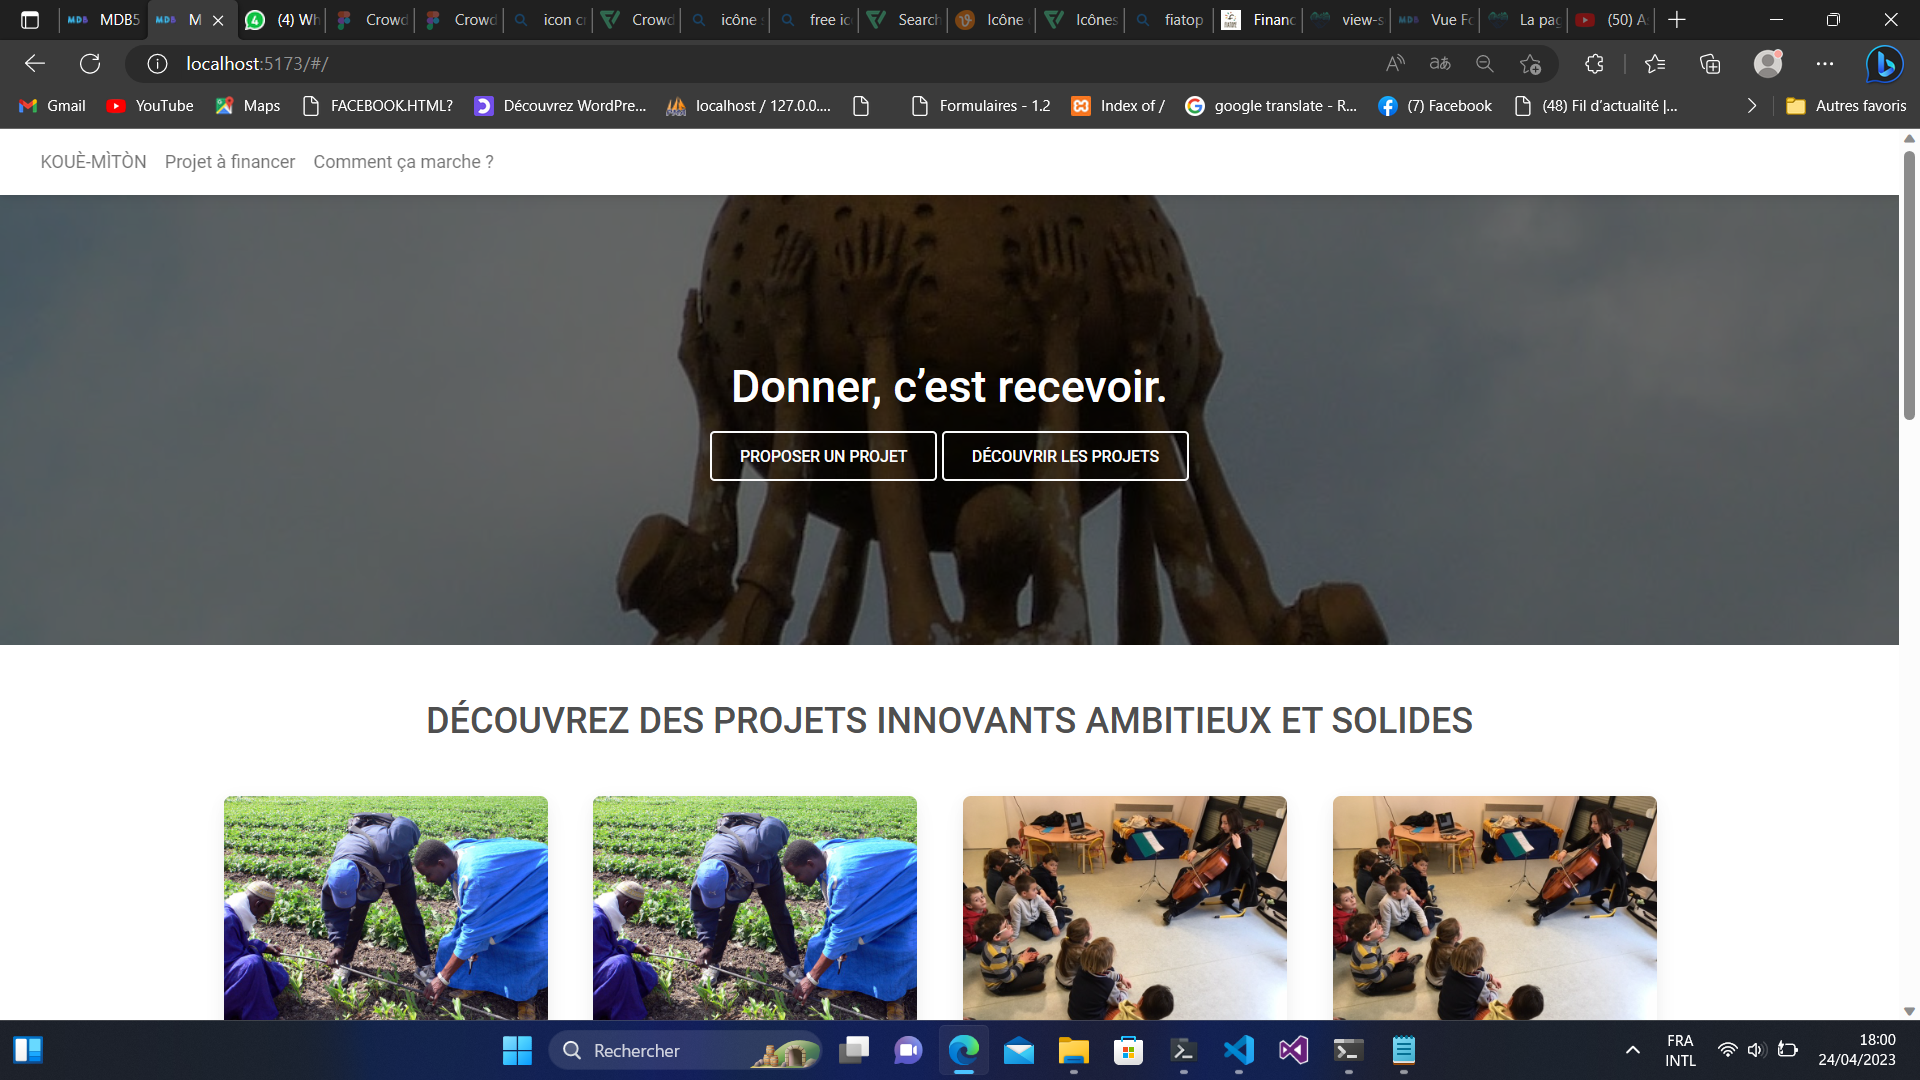 MDB5
M
(4) Wh
Crowd
Crowd
icon cr
Crowd
icône s
free ic
Search
Icône
Icônes
fiatop
Financ
view-s
Vue Fo
La pag
(50) A
localhost:5173/#/
Gmail
YouTube
Maps
FACEBOOK.HTML?
Découvrez WordPre...
localhost / 127.0.0....
Formulaires - 1.2
Index of /
google translate - R...
(7) Facebook
(48) Fil d'actualité |...
Autres favoris
KOUÈ-MÌTÒN Projet à financer Comment ça marche ?
Donner, c’est recevoir.
PROPOSER UN PROJET DÉCOUVRIR LES PROJETS
DÉCOUVREZ DES PROJETS INNOVANTS AMBITIEUX ET SOLIDES
Rechercher
FRA
INTL
18:00
24/04/2023